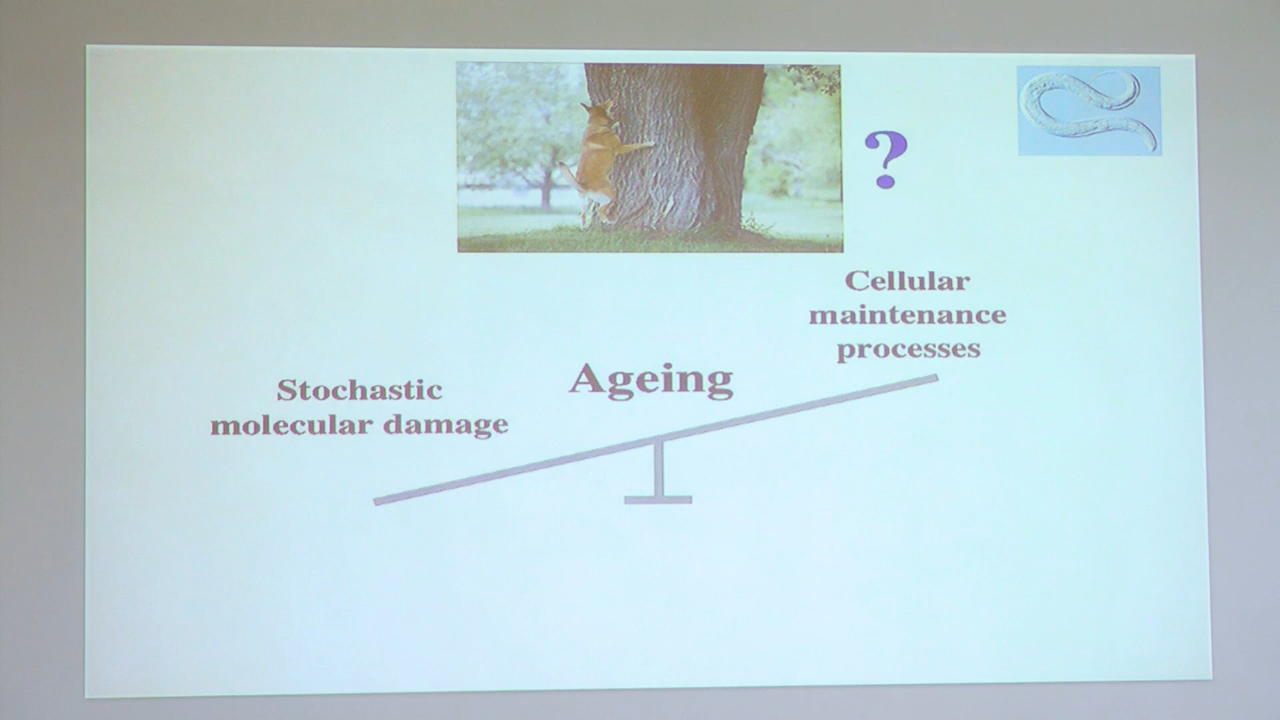 ?
Cellular
maintenance
processes
Ageing
Stochastic
molecular damage